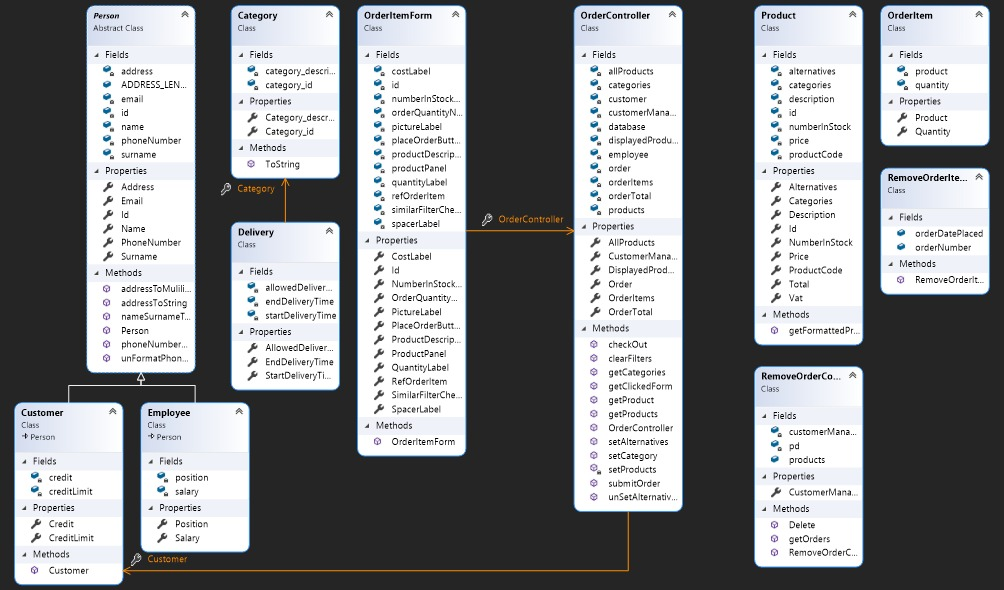 Person
Abstract Class
Fields
address
ADDRESS_LEN...
email
id
name
phoneNumber
surname
Properties
Address
Email
Id
Name
PhoneNumber
Surname
Methods
addressToMulili...
addressToString
nameSurnameT...
Person
phoneNumber...
unFormatPhon...
Customer
Class
Person
Fields
credit
creditLimit
Properties
Credit
CreditLimit
Methods
Customer
Employee
Class
Person
Fields
position
salary
Properties
Position
Salary
Customer
Category
Class
Fields
category_descri...
category_id
Properties
Category_descr...
Category_id
Methods
ToString
Category
Delivery
Class
Fields
allowedDeliver...
endDeliveryTime
startDeliveryTime
Properties
AllowedDeliver...
EndDeliveryTime
StartDeliveryTi...
OrderItemForm
Class
Fields
costLabel
id
numberInStock...
orderQuantityN...
pictureLabel
placeOrderButt...
productDescrip...
productPanel
quantityLabel
refOrderItem
similarFilterChe...
spacerLabel
Properties
CostLabel
Id
NumberInStock...
OrderQuantity...
PictureLabel
PlaceOrderButt...
ProductDescrip...
ProductPanel
QuantityLabel
RefOrderItem
SimilarFilterChe...
SpacerLabel
Methods
OrderItemForm
OrderController
OrderController
Class
Fields
allProducts
categories
customer
customerMana...
database
displayedProdu...
employee
order
orderItems
orderTotal
products
Properties
AllProducts
CustomerMana...
DisplayedProd...
Order
OrderItems
OrderTotal
Methods
checkOut
clearFilters
getCategories
getClickedForm
getProduct
getProducts
OrderController
setAlternatives
setCategory
setProducts
submitOrder
unSetAlternativ...
Product
Class
Fields
alternatives
categories
description
id
numberInStock
price
productCode
Properties
Alternatives
Categories
Description
Id
NumberInStock
Price
ProductCode
Total
Vat
Methods
getFormattedPr...
RemoveOrderCo...
Class
Fields
customerMana...
pd
products
Properties
CustomerMana...
Methods
Delete
getOrders
RemoveOrderC...
OrderItem
Class
Fields
product
quantity
Properties
Product
Quantity
RemoveOrderIte...
Class
Fields
orderDatePlaced
orderNumber
Methods
RemoveOrderIt...